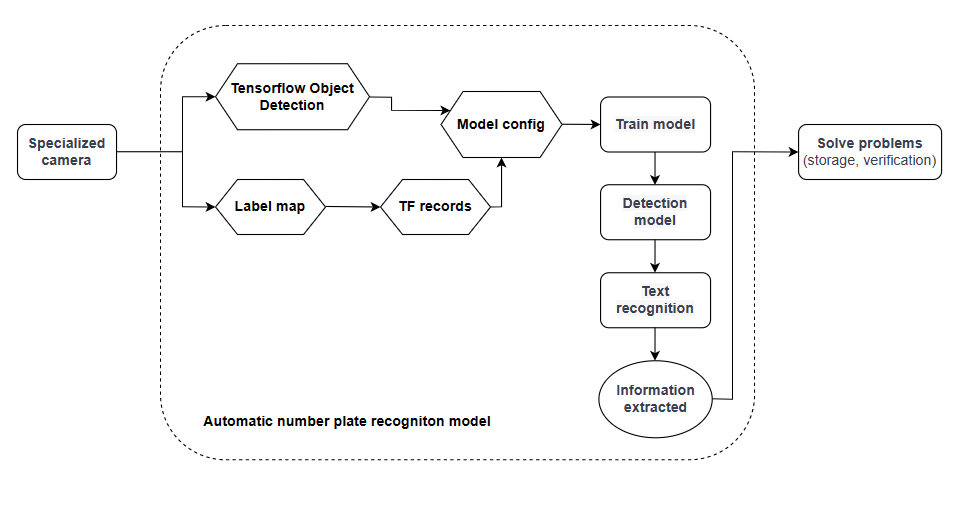 Tensorflow Object
Detection
Model config
Train model
Specialized
camera
Solve problems
(storage, verification)
Label map
TF records
Detection
model
Text
recognition
Information
extracted
Automatic number plate recogniton model